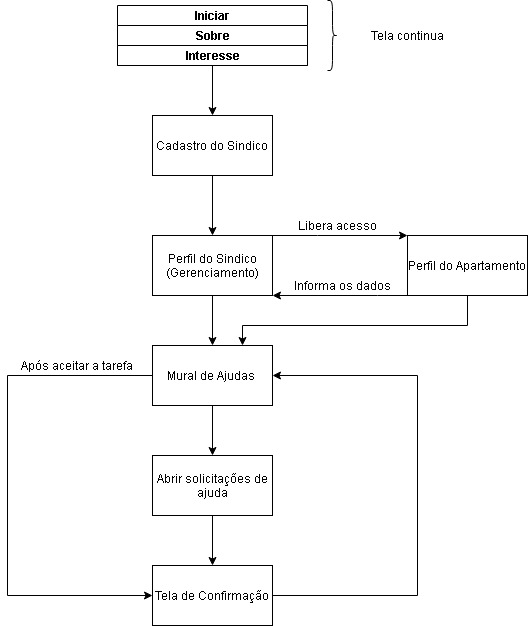 Iniciar
Sobre
Interesse
Tela continua
Cadastro do Sindico
Libera acesso
Perfil do Sindico
(Gerenciamento)
Perfil do Apartamento
Informa os dados
Após aceitar a tarefa
Mural de Ajudas
Abrir solicitações de
ajuda
Tela de Confirmação